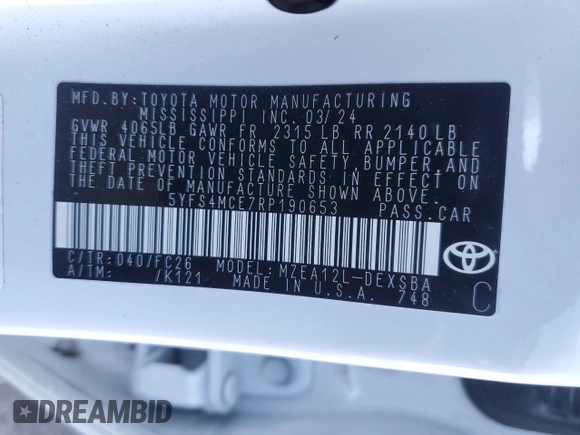 MFD.BY:TOYOTA MOTOR MANUFACTURING
MISSISSIPPI INC. 03/24
GVWR 4065LB GAWR FR 2315 LB RR 2140 LB
THIS VEHICLE CONFORMS TO ALL APPLICABLE
FEDERAL MOTOR VEHICLE SAFETY, BUMPER, AND
THEFT PREVENTION STANDARDS IN EFFECT ON
THE DATE OF MANUFACTURE SHOWN ABOVE.
5YFS4MCE7RP190653 PASS.CAR
C/TR: 040/FC26 MODEL: MZEA12L-DEXSBA
A/TM: /K121 MADE IN U.S.A. 748
C
DREAMBID